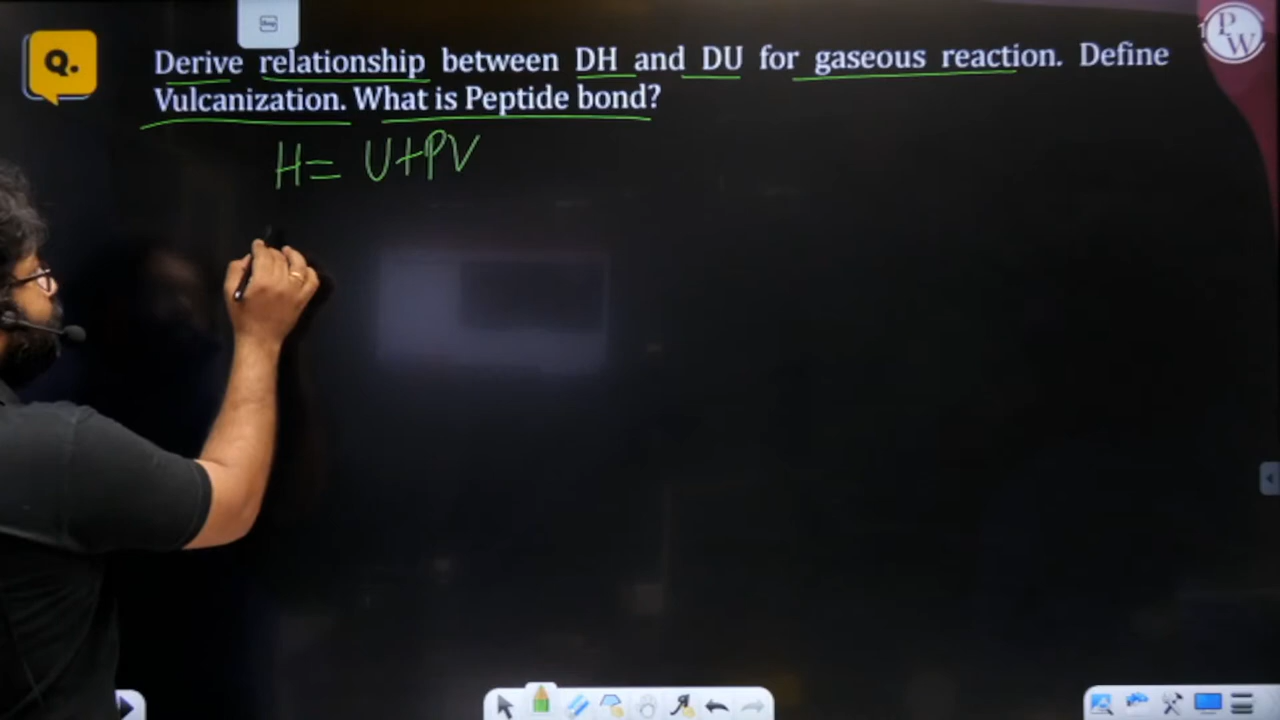 Q.
Derive relationship between DH and DU for gaseous reaction. Define
Vulcanization. What is Peptide bond?
H = U+PV
PW